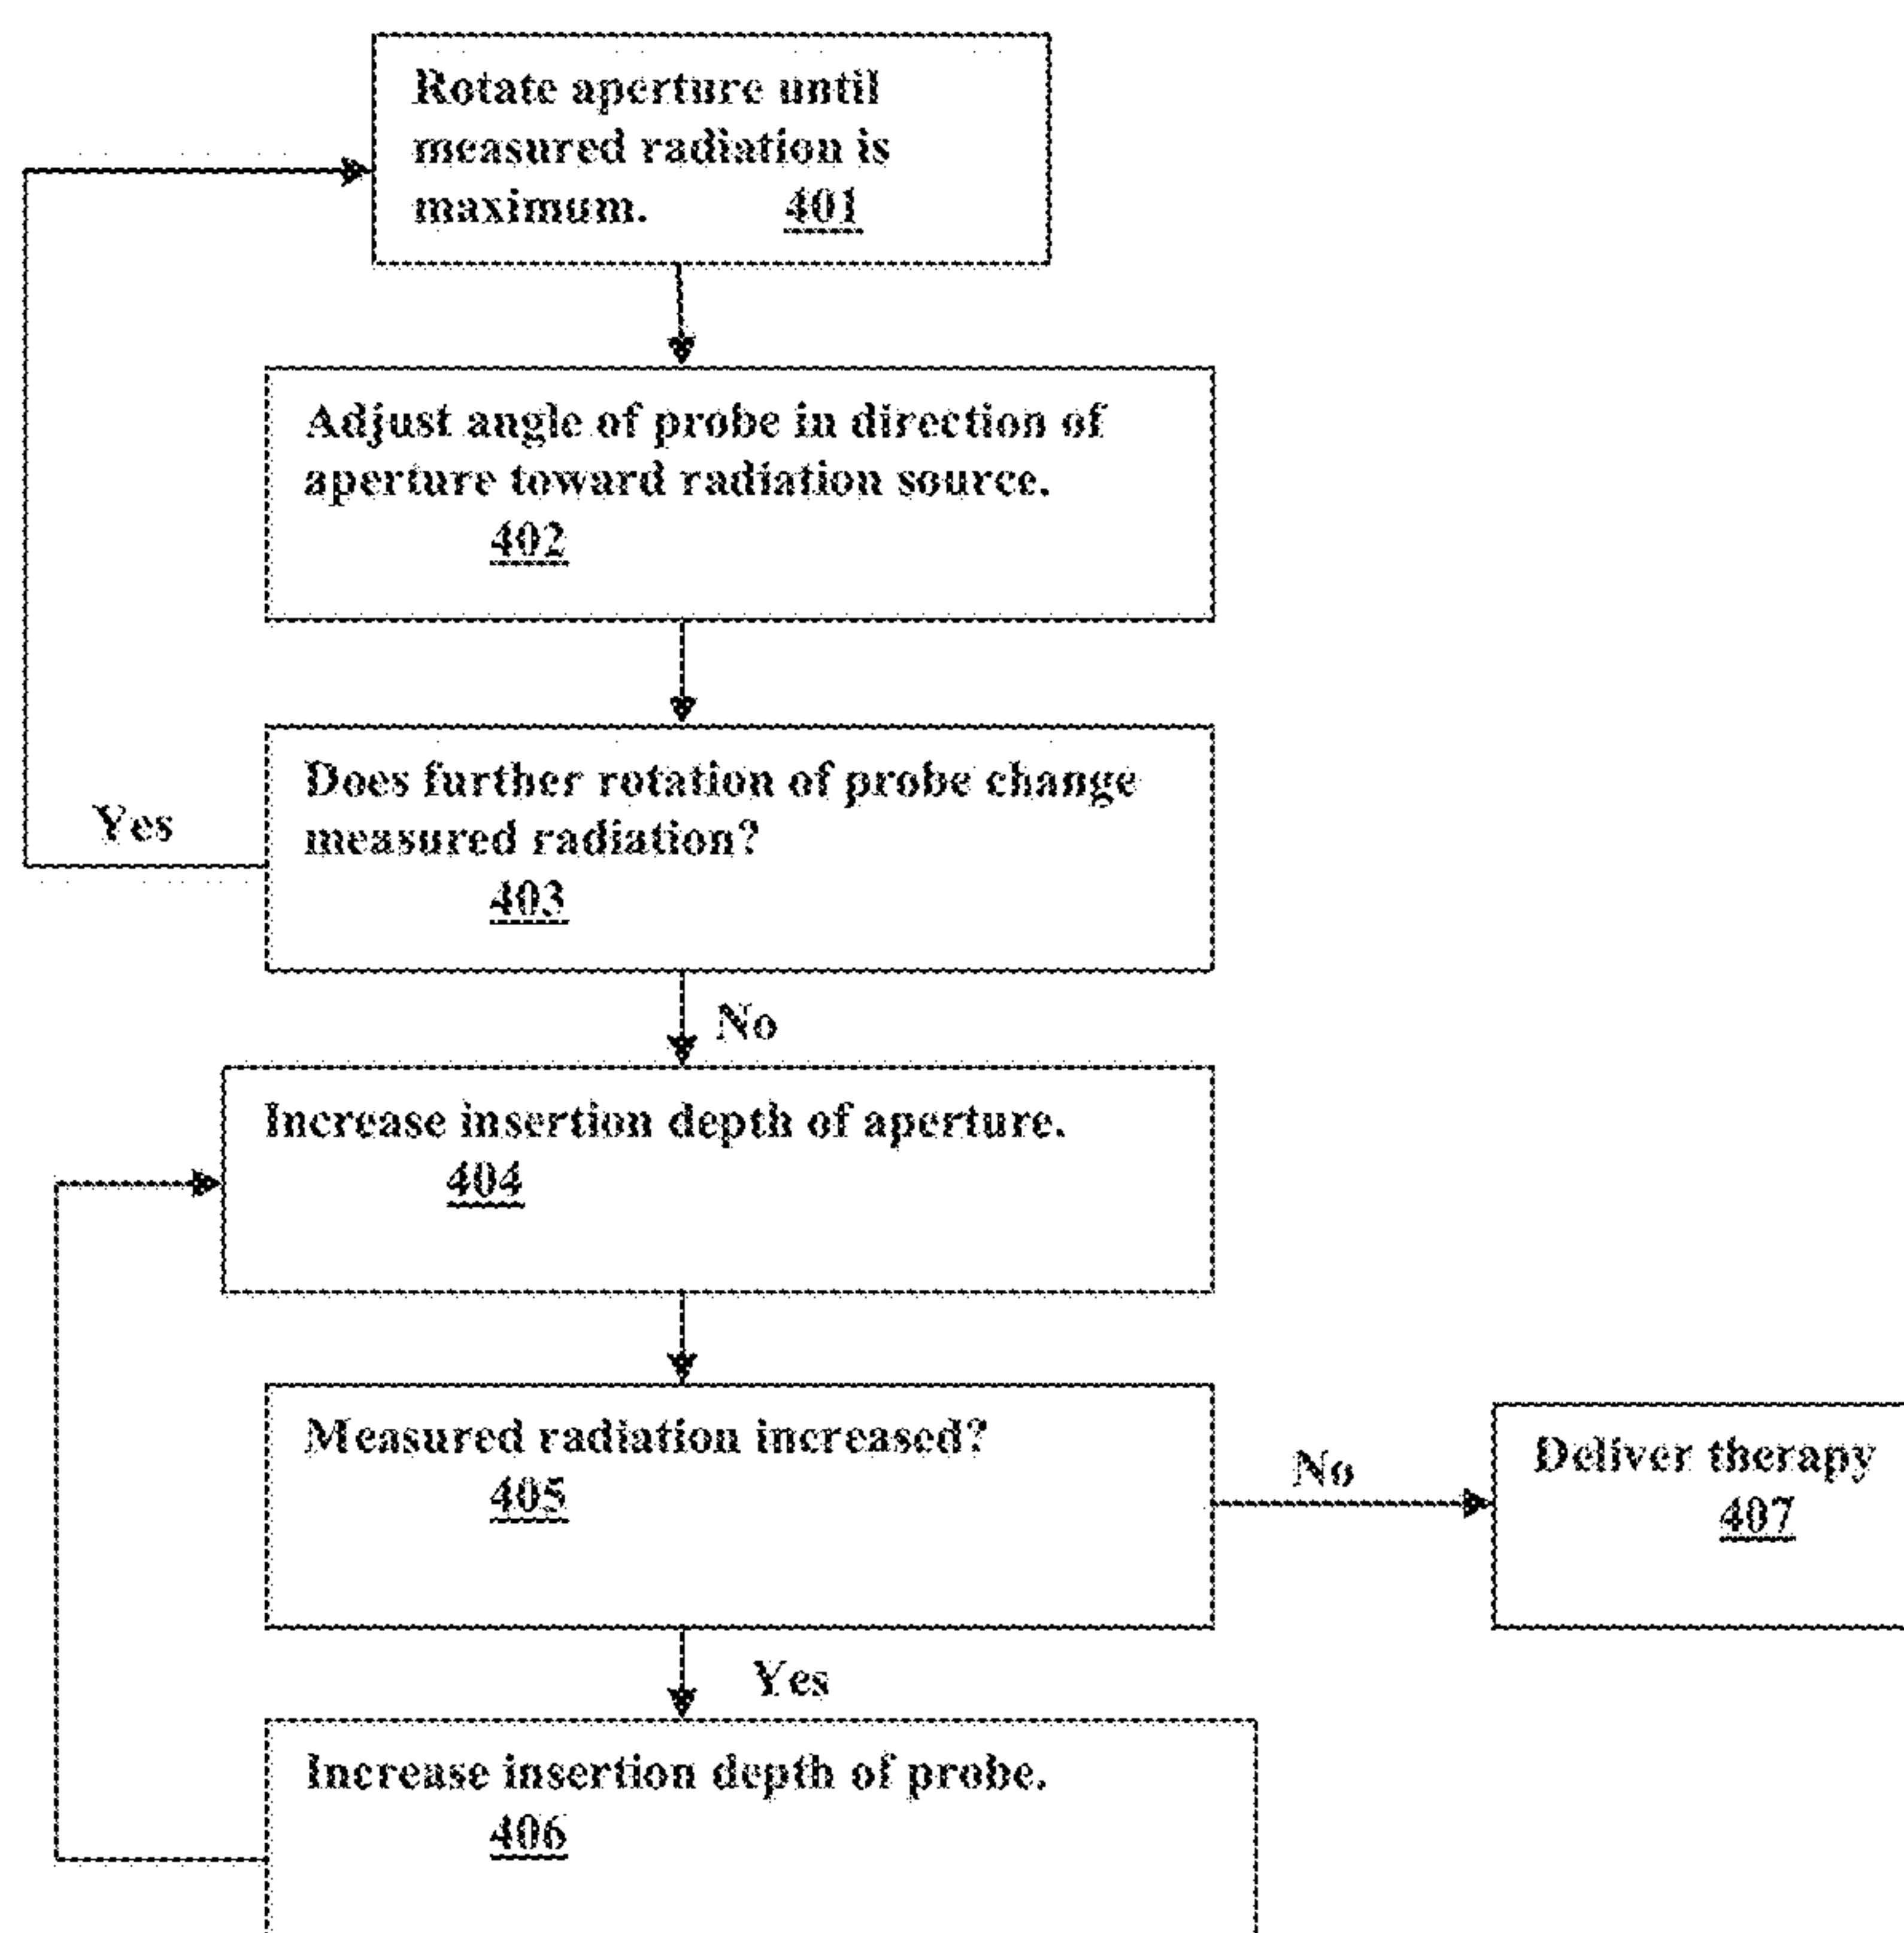 Rotate aperture until
measured radiation is
maximum. 401
Adjust angle of probe in direction of
aperture toward radiation source.
402
Does further rotation of probe change
measured radiation?
403
Yes
No
Increase insertion depth of aperture.
404
Measured radiation increased?
405
No
Deliver therapy
407
Yes
Increase insertion depth of probe.
406